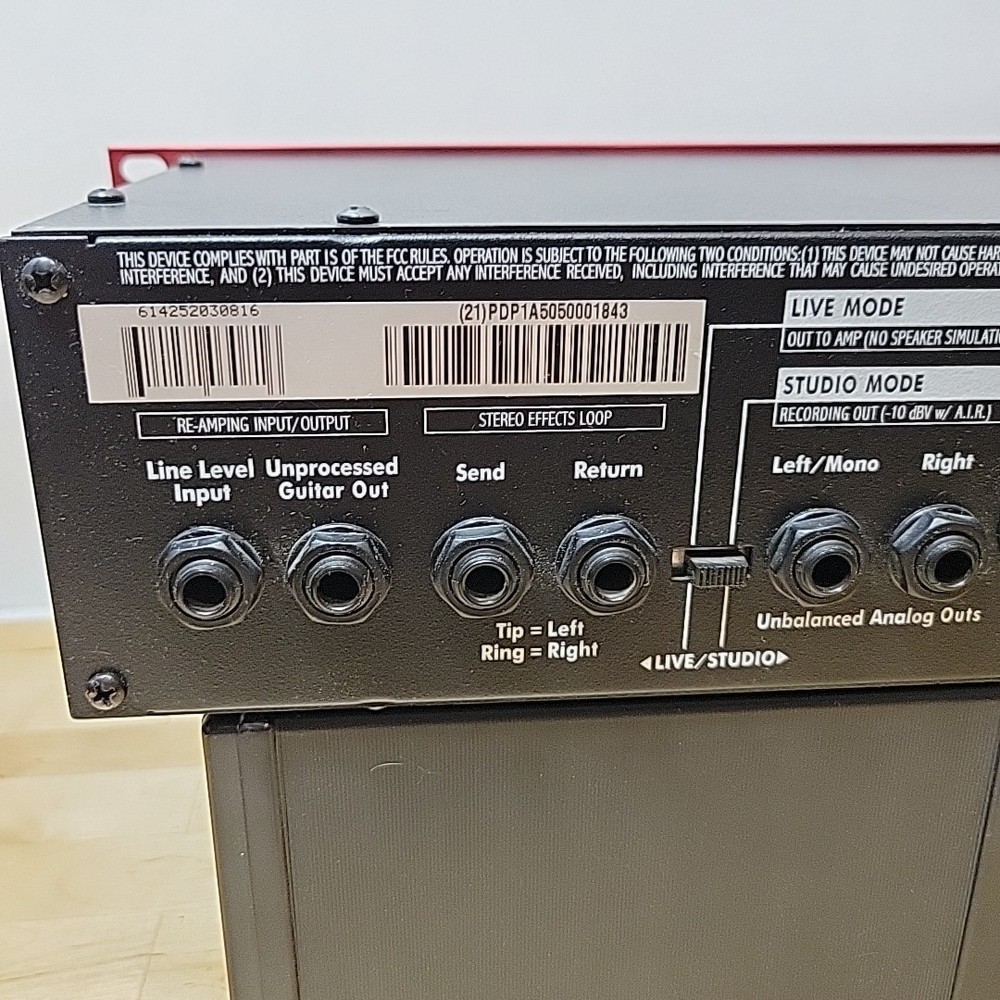 THIS DEVICE COMPLIES WITH PART IS OF THE FCC RULES. OPERATION IS SUBJECT TO THE FOLLOWING TWO CONDITIONS:(1) THIS DEVICE MAY NOT CAUSE HAR
INTERFERENCE, AND (2) THIS DEVICE MUST ACCEPT ANY INTERFERENCE RECEIVED, INCLUDING INTERFERENCE THAT MAY CAUSE UNDESIRED OPERA
614252030816
(21)PDP1A5050001843
LIVE MODE
OUT TO AMP (NO SPEAKER SIMULATI
STUDIO MODE
RECORDING OUT (-10 dBV w/ A.I.R.)
RE-AMPING INPUT/OUTPUT
STEREO EFFECTS LOOP
Line Level
Input
Unprocessed
Guitar Out
Send
Return
Left/Mono
Right
Tip = Left
Ring = Right
◀LIVE/STUDIO▶
Unbalanced Analog Outs